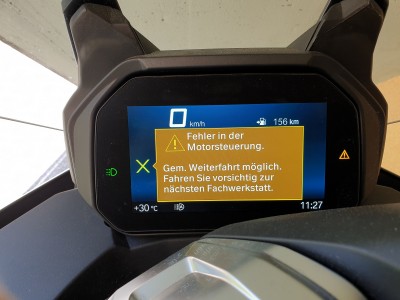 0 km/h
156 km
Fehler in der
Motorsteuerung.
Gem. Weiterfahrt möglich.
Fahren Sie vorsichtig zur
nächsten Fachwerkstatt.
+30 °C
11:27